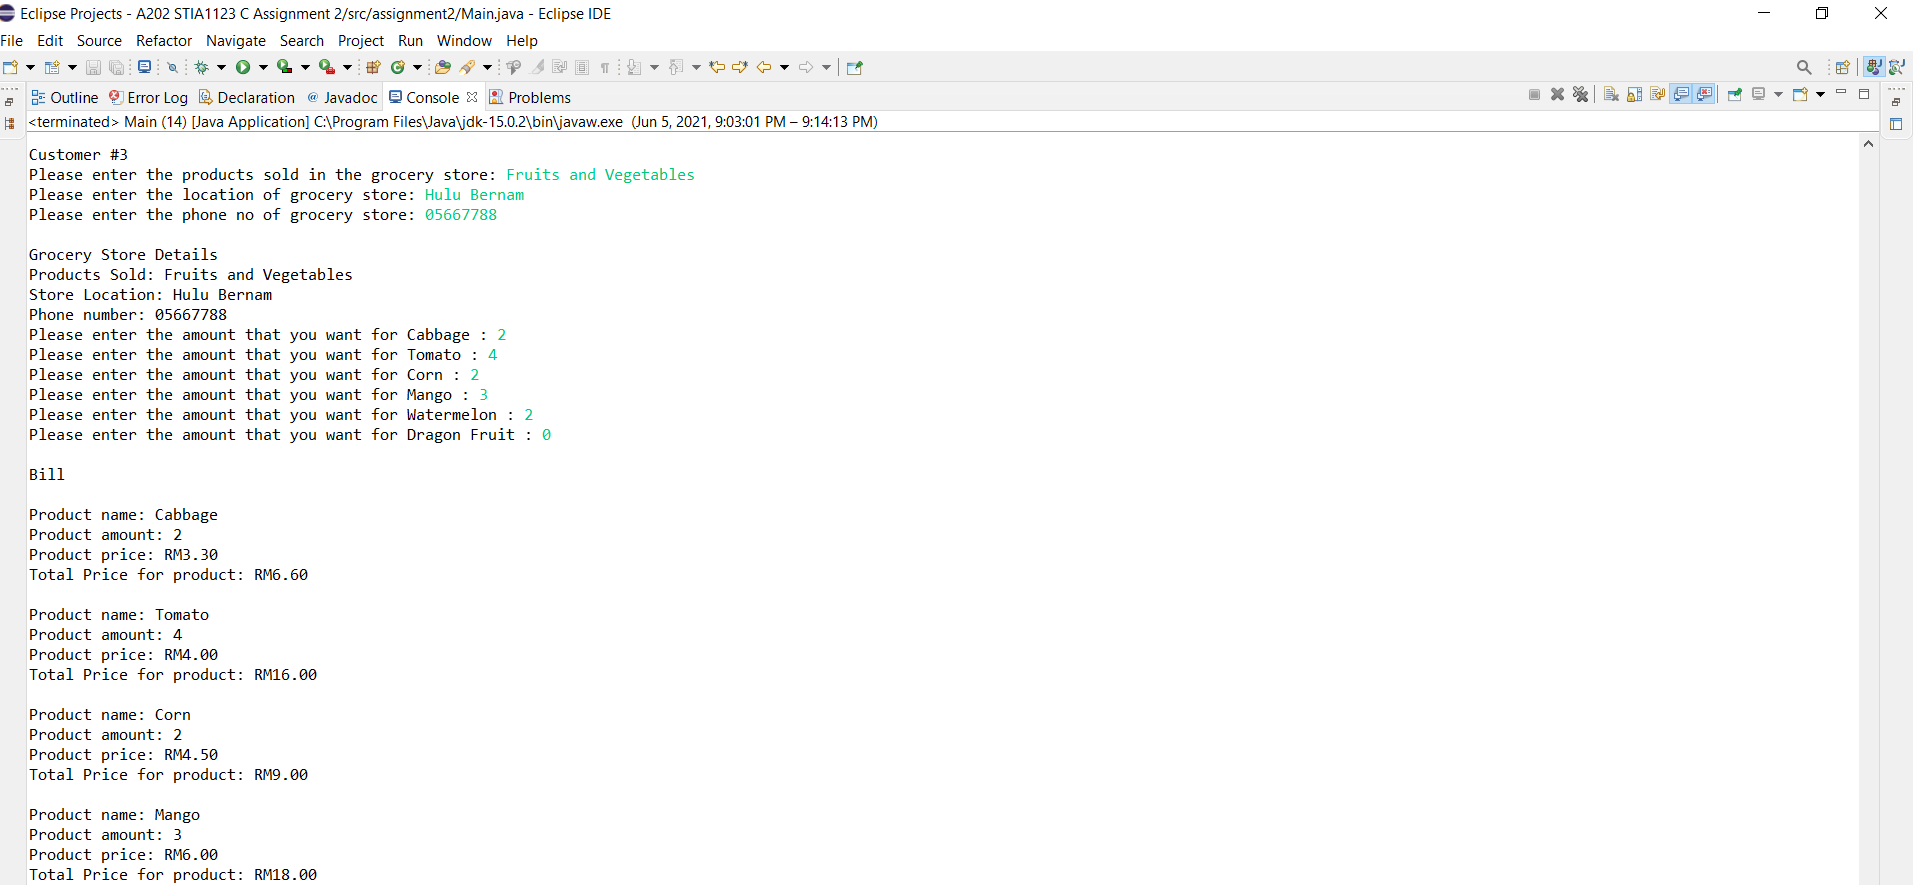 Eclipse Projects - A202 STIA1123 C Assignment 2/src/assignment2/Main.java - Eclipse IDE
File Edit Source Refactor Navigate Search Project Run Window Help
Outline Error Log Declaration @ Javadoc Console Problems
<terminated> Main (14) [Java Application] C:\Program Files\Java\jdk-15.0.2\bin\javaw.exe (Jun 5, 2021, 9:03:01 PM – 9:14:13 PM)
Customer #3
Please enter the products sold in the grocery store: Fruits and Vegetables
Please enter the location of grocery store: Hulu Bernam
Please enter the phone no of grocery store: 05667788
Grocery Store Details
Products Sold: Fruits and Vegetables
Store Location: Hulu Bernam
Phone number: 05667788
Please enter the amount that you want for Cabbage : 2
Please enter the amount that you want for Tomato : 4
Please enter the amount that you want for Corn : 2
Please enter the amount that you want for Mango : 3
Please enter the amount that you want for Watermelon : 2
Please enter the amount that you want for Dragon Fruit : 0
Bill
Product name: Cabbage
Product amount: 2
Product price: RM3.30
Total Price for product: RM6.60
Product name: Tomato
Product amount: 4
Product price: RM4.00
Total Price for product: RM16.00
Product name: Corn
Product amount: 2
Product price: RM4.50
Total Price for product: RM9.00
Product name: Mango
Product amount: 3
Product price: RM6.00
Total Price for product: RM18.00